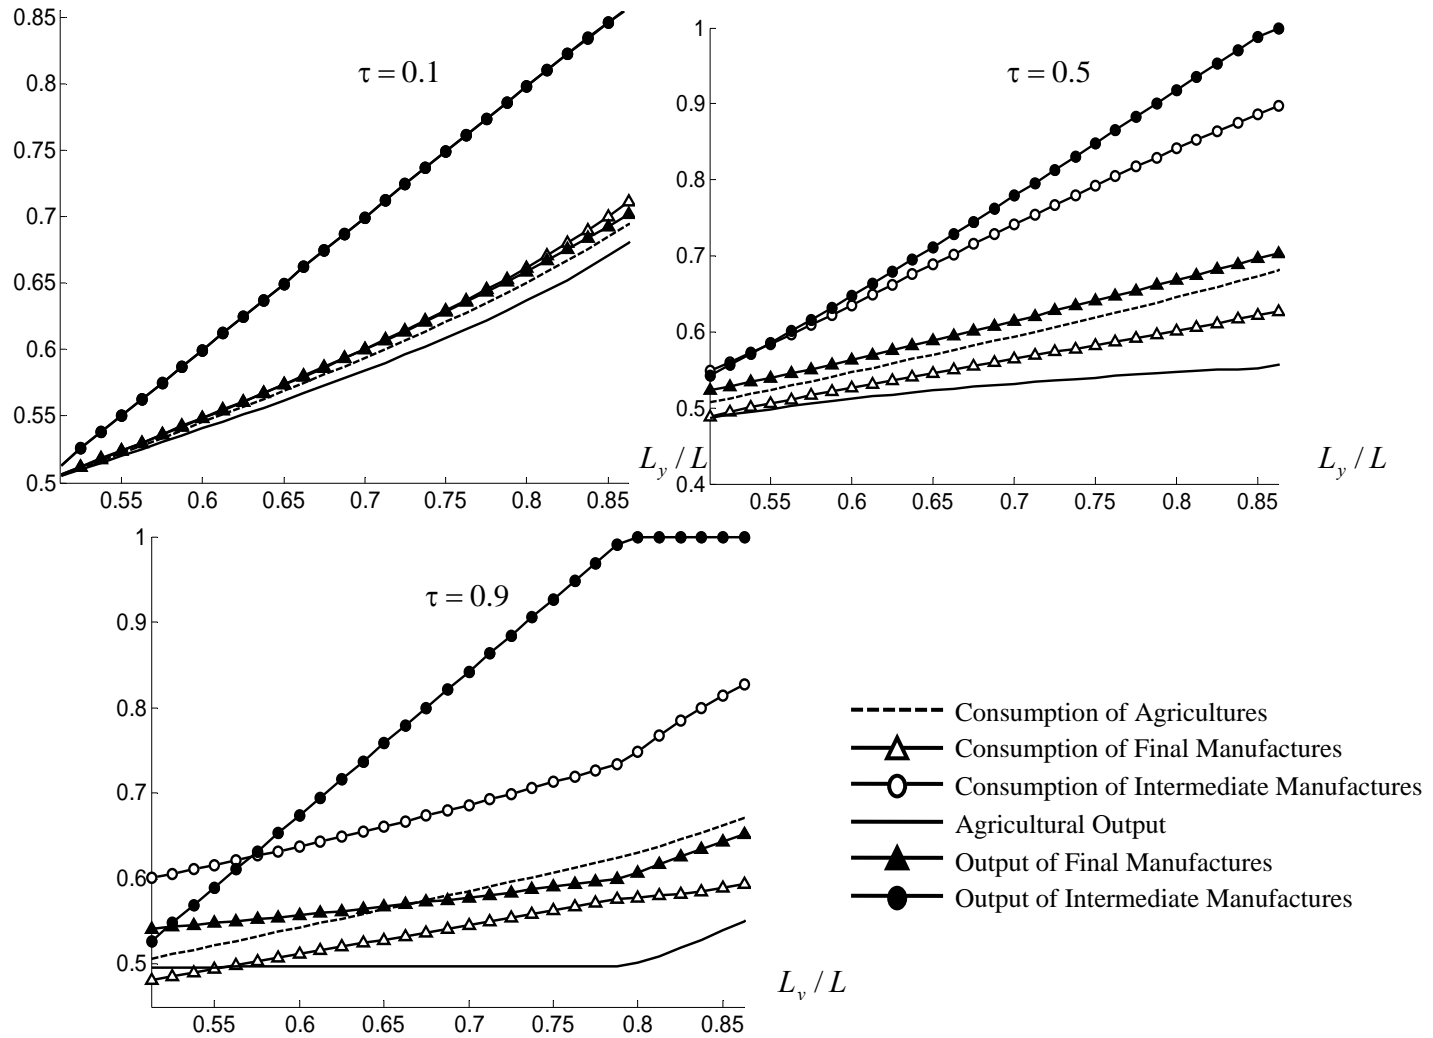 0.85
0.8
0.75
0.7
0.65
0.6
0.55
0.5
τ = 0.1
0.55 0.6 0.65 0.7 0.75 0.8 0.85
L_y / L
1
0.9
0.8
0.7
0.6
0.5
0.4
τ = 0.5
0.55 0.6 0.65 0.7 0.75 0.8 0.85
L_y / L
1
0.9
0.8
0.7
0.6
0.5
τ = 0.9
0.55 0.6 0.65 0.7 0.75 0.8 0.85
L_y / L
Consumption of Agricultures
Consumption of Final Manufactures
Consumption of Intermediate Manufactures
Agricultural Output
Output of Final Manufactures
Output of Intermediate Manufactures